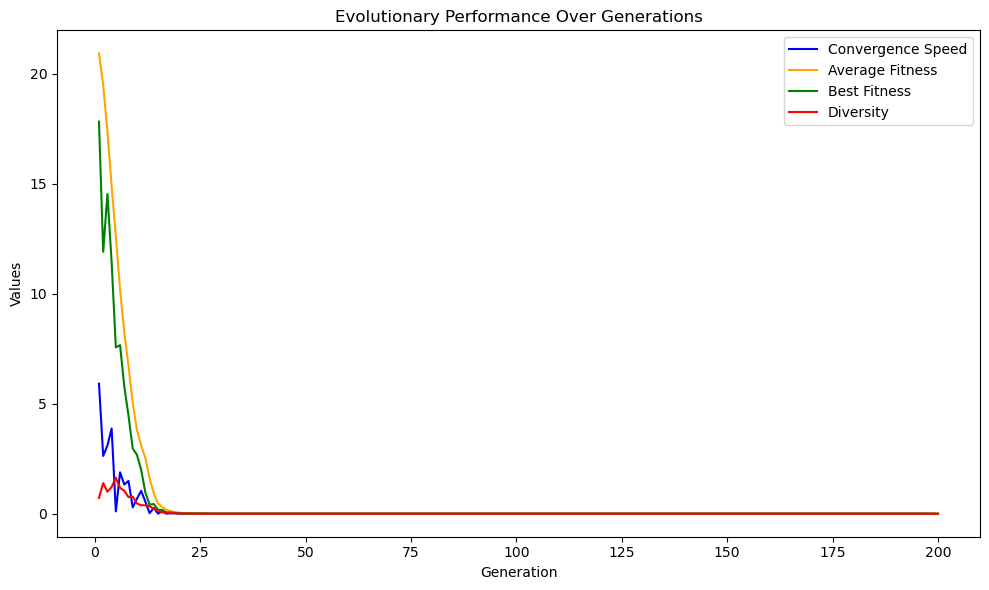 Evolutionary Performance Over Generations
Convergence Speed
Average Fitness
Best Fitness
Diversity
Values
20
15
10
5
0
0 25 50 75 100 125 150 175 200
Generation